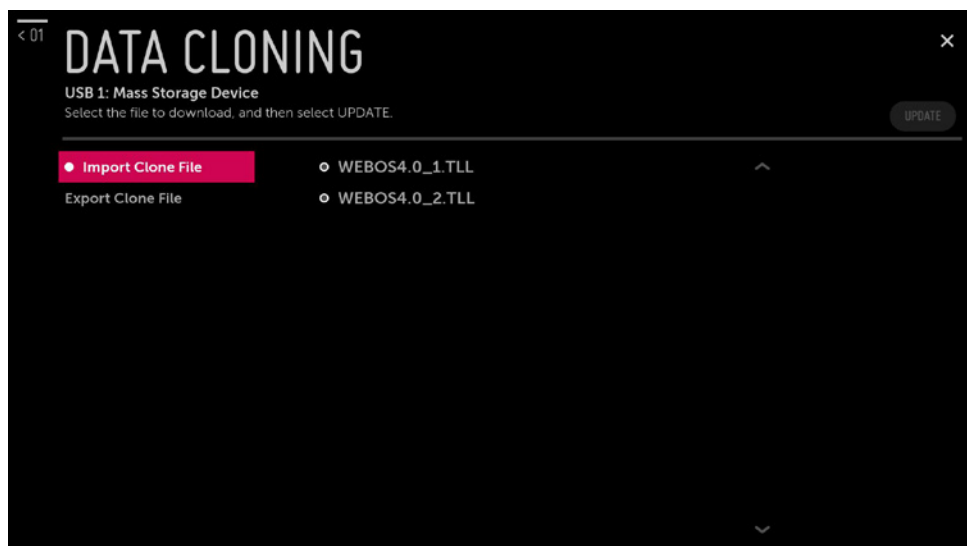 < 01
DATA CLONING
USB 1: Mass Storage Device
Select the file to download, and then select UPDATE.
UPDATE
Import Clone File
WEBOS4.0_1.TLL
Export Clone File
WEBOS4.0_2.TLL